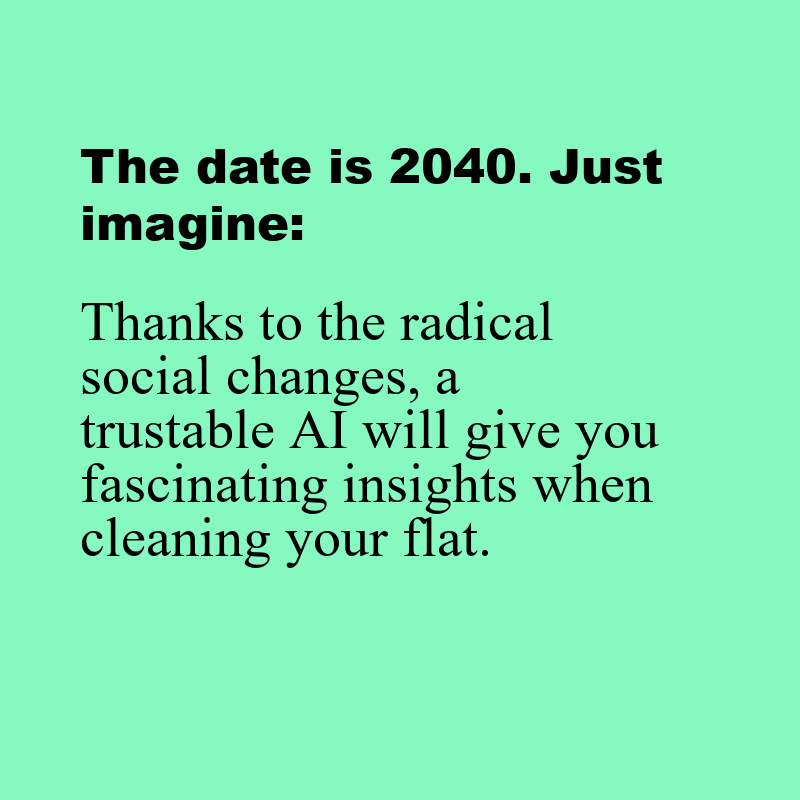 The date is 2040. Just
imagine:
Thanks to the radical
social changes, a
trustable AI will give you
fascinating insights when
cleaning your flat.